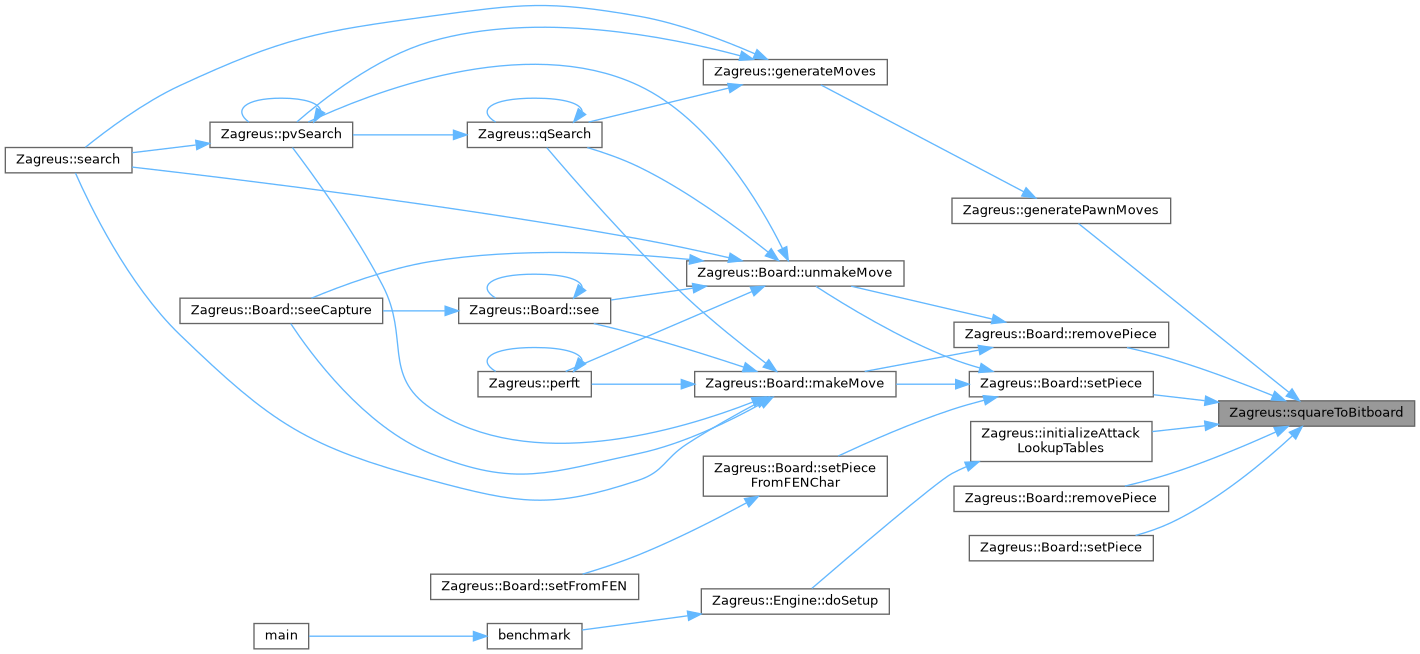 Zagreus::generateMoves
Zagreus::pvSearch
Zagreus::qSearch
Zagreus::search
Zagreus::generatePawnMoves
Zagreus::Board::unmakeMove
Zagreus::Board::seeCapture
Zagreus::Board::see
Zagreus::Board::removePiece
Zagreus::perft
Zagreus::Board::makeMove
Zagreus::Board::setPiece
Zagreus::squareToBitboard
Zagreus::initializeAttack
LookupTables
Zagreus::Board::setPiece
FromFENChar
Zagreus::Board::removePiece
Zagreus::Board::setPiece
Zagreus::Board::setFromFEN
Zagreus::Engine::doSetup
main
benchmark